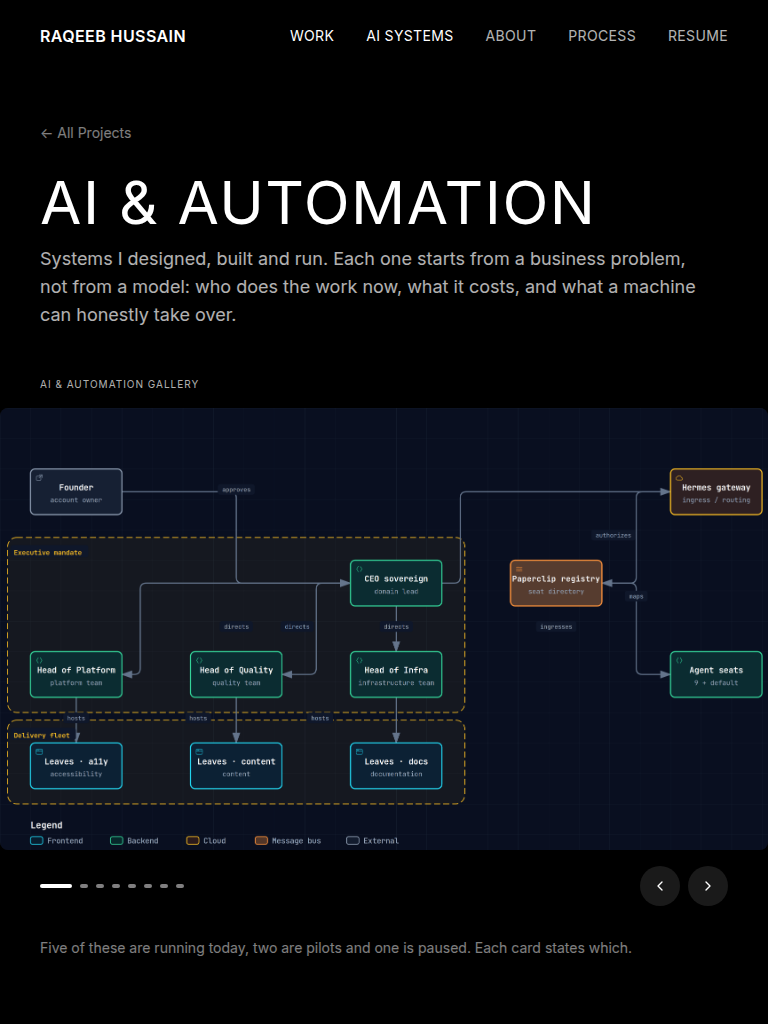 RAQEEB HUSSAIN
WORK
AI SYSTEMS
ABOUT
PROCESS
RESUME
← All Projects
AI & AUTOMATION
Systems I designed, built and run. Each one starts from a business problem,
not from a model: who does the work now, what it costs, and what a machine
can honestly take over.
AI & AUTOMATION GALLERY
Founder
account owner
approves
Hermes gateway
ingress / routing
authorizes
Executive mandate
CEO sovereign
domain lead
Paperclip registry
seat directory
maps
directs
directs
directs
ingresses
Head of Platform
platform team
Head of Quality
quality team
Head of Infra
infrastructure team
Agent seats
9 + default
hosts
hosts
hosts
Delivery fleet
Leaves · a11y
accessibility
Leaves · content
content
Leaves · docs
documentation
Legend
Frontend
Backend
Cloud
Message bus
External
Five of these are running today, two are pilots and one is paused. Each card states which.